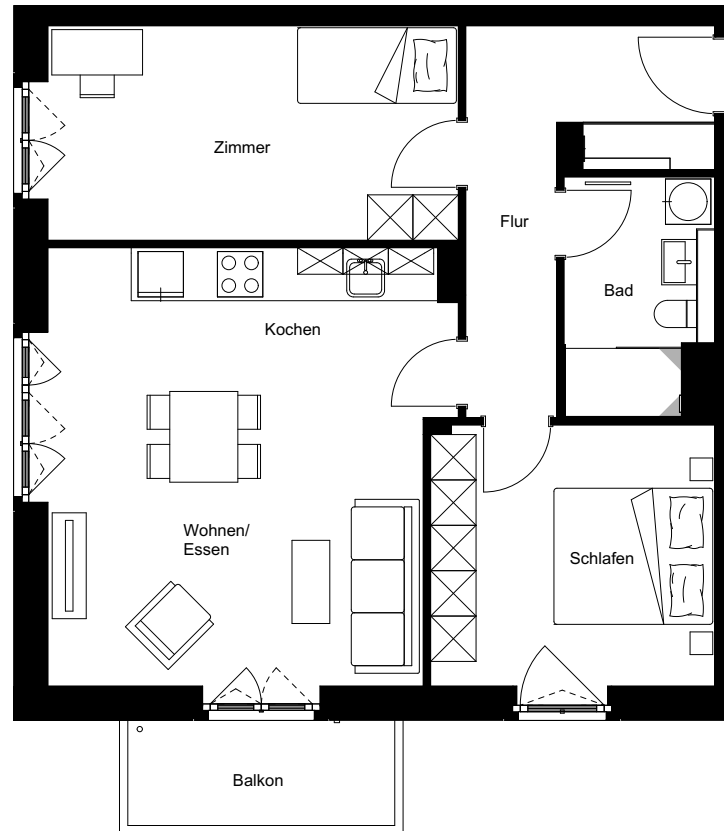 Zimmer
Flur
Bad
Kochen
Wohnen/
Essen
Schlafen
Balkon